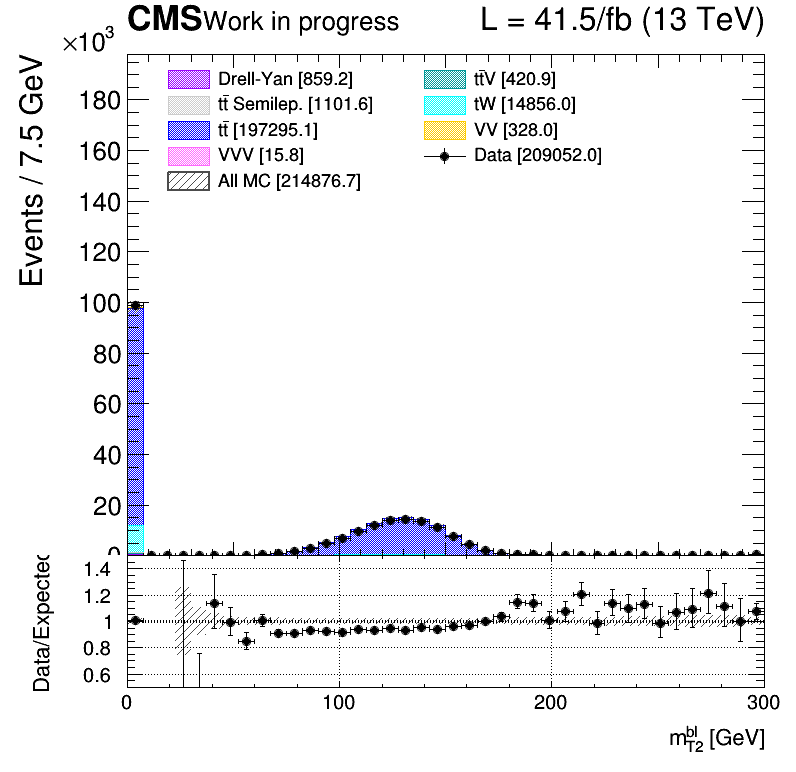 CMS Work in progress L = 41.5/fb (13 TeV)
×10³
Events / 7.5 GeV
Drell-Yan [859.2]
tt̄V [420.9]
tt̄ Semilep. [1101.6]
tW [14856.0]
tt̄ [197295.1]
VV [328.0]
VVV [15.8]
Data [209052.0]
All MC [214876.7]
180
160
140
120
100
80
60
40
20
0
Data/Expected
1.4
1.2
1
0.8
0.6
0 100 200 300
m_{T2}^{bl} [GeV]